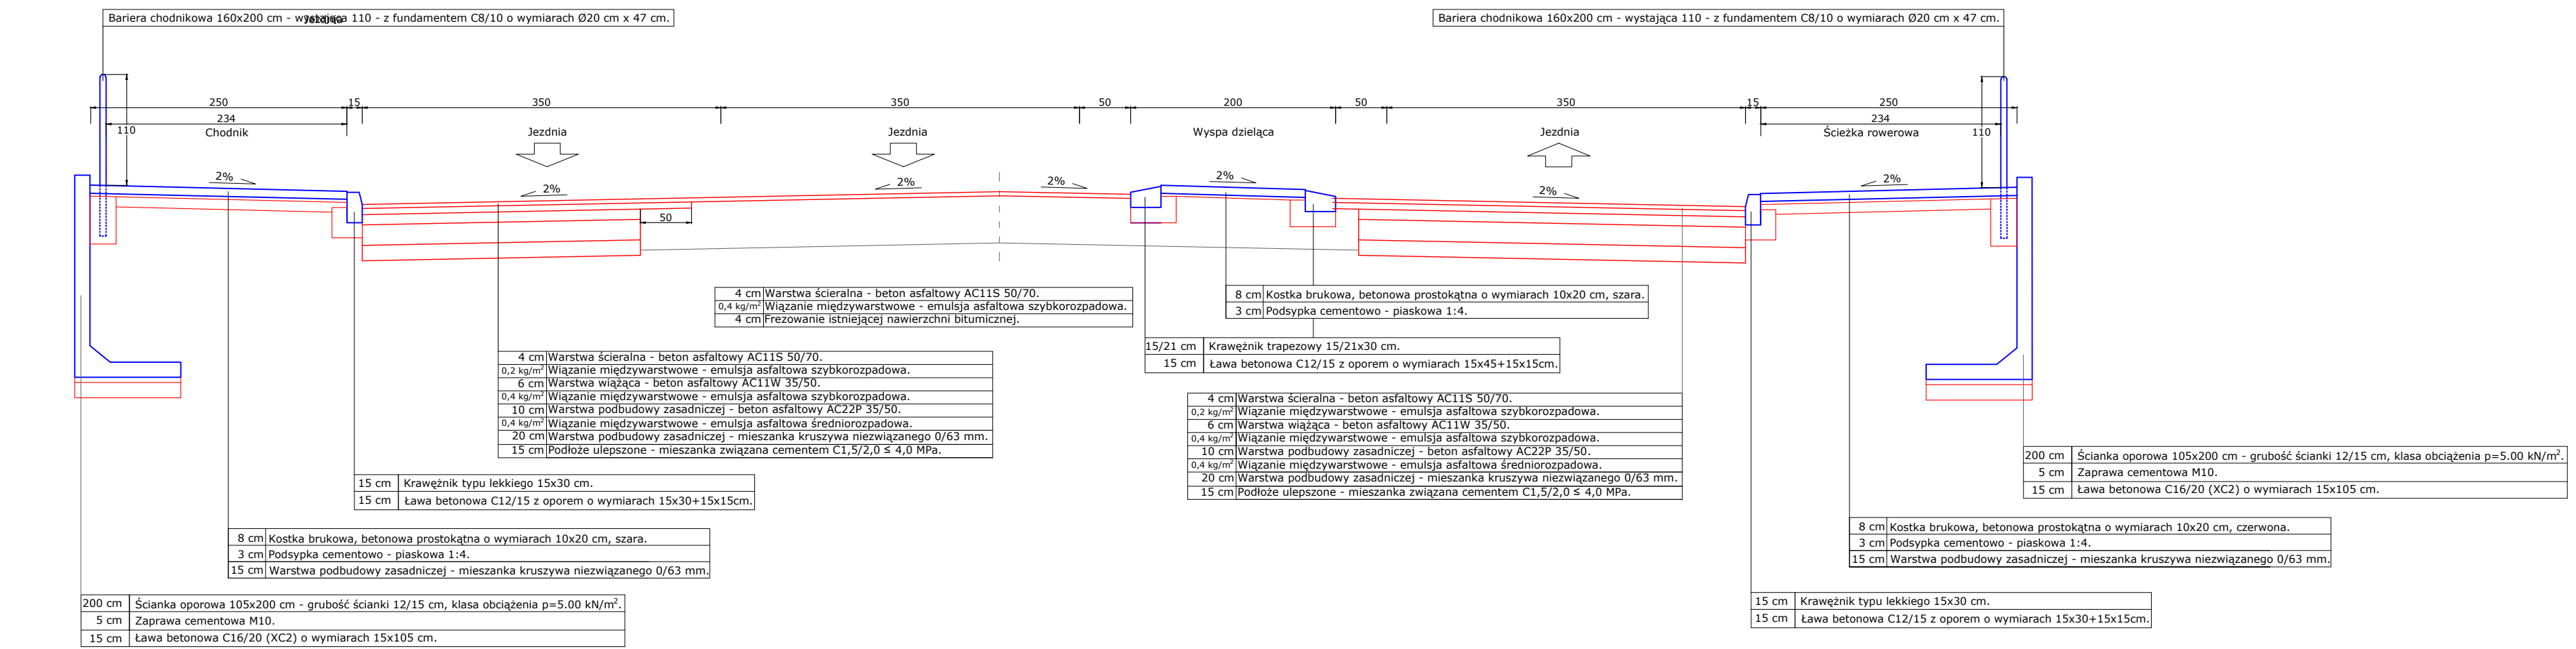 Bariera chodnikowa 160x200 cm - wystająca 110 - z fundamentem C8/10 o wymiarach Ø20 cm x 47 cm.
Jezdnia
Bariera chodnikowa 160x200 cm - wystająca 110 - z fundamentem C8/10 o wymiarach Ø20 cm x 47 cm.
250 15 350 350 50 200 50 350 15 250
234 234
110 Chodnik Jezdnia Jezdnia Wyspa dzieląca Jezdnia Ścieżka rowerowa 110
2% 2% 2% 2% 2% 2% 2%
50
4 cm Warstwa ścieralna - beton asfaltowy AC11S 50/70.
0,4 kg/m² Wiązanie międzywarstwowe - emulsja asfaltowa szybkorozpadowa.
4 cm Frezowanie istniejącej nawierzchni bitumicznej.
8 cm Kostka brukowa, betonowa prostokątna o wymiarach 10x20 cm, szara.
3 cm Podsypka cementowo - piaskowa 1:4.
15/21 cm Krawężnik trapezowy 15/21x30 cm.
15 cm Ława betonowa C12/15 z oporem o wymiarach 15x45+15x15cm.
4 cm Warstwa ścieralna - beton asfaltowy AC11S 50/70.
0,2 kg/m² Wiązanie międzywarstwowe - emulsja asfaltowa szybkorozpadowa.
6 cm Warstwa wiążąca - beton asfaltowy AC11W 35/50.
0,4 kg/m² Wiązanie międzywarstwowe - emulsja asfaltowa szybkorozpadowa.
10 cm Warstwa podbudowy zasadniczej - beton asfaltowy AC22P 35/50.
0,4 kg/m² Wiązanie międzywarstwowe - emulsja asfaltowa średniorozpadowa.
20 cm Warstwa podbudowy zasadniczej - mieszanka kruszywa niezwiązanego 0/63 mm.
15 cm Podłoże ulepszone - mieszanka związana cementem C1,5/2,0 ≤ 4,0 MPa.
4 cm Warstwa ścieralna - beton asfaltowy AC11S 50/70.
0,2 kg/m² Wiązanie międzywarstwowe - emulsja asfaltowa szybkorozpadowa.
6 cm Warstwa wiążąca - beton asfaltowy AC11W 35/50.
0,4 kg/m² Wiązanie międzywarstwowe - emulsja asfaltowa szybkorozpadowa.
10 cm Warstwa podbudowy zasadniczej - beton asfaltowy AC22P 35/50.
0,4 kg/m² Wiązanie międzywarstwowe - emulsja asfaltowa średniorozpadowa.
20 cm Warstwa podbudowy zasadniczej - mieszanka kruszywa niezwiązanego 0/63 mm.
15 cm Podłoże ulepszone - mieszanka związana cementem C1,5/2,0 ≤ 4,0 MPa.
15 cm Krawężnik typu lekkiego 15x30 cm.
15 cm Ława betonowa C12/15 z oporem o wymiarach 15x30+15x15cm.
200 cm Ścianka oporowa 105x200 cm - grubość ścianki 12/15 cm, klasa obciążenia p=5.00 kN/m².
5 cm Zaprawa cementowa M10.
15 cm Ława betonowa C16/20 (XC2) o wymiarach 15x105 cm.
8 cm Kostka brukowa, betonowa prostokątna o wymiarach 10x20 cm, szara.
3 cm Podsypka cementowo - piaskowa 1:4.
15 cm Warstwa podbudowy zasadniczej - mieszanka kruszywa niezwiązanego 0/63 mm.
8 cm Kostka brukowa, betonowa prostokątna o wymiarach 10x20 cm, czerwona.
3 cm Podsypka cementowo - piaskowa 1:4.
15 cm Warstwa podbudowy zasadniczej - mieszanka kruszywa niezwiązanego 0/63 mm.
200 cm Ścianka oporowa 105x200 cm - grubość ścianki 12/15 cm, klasa obciążenia p=5.00 kN/m².
5 cm Zaprawa cementowa M10.
15 cm Ława betonowa C16/20 (XC2) o wymiarach 15x105 cm.
15 cm Krawężnik typu lekkiego 15x30 cm.
15 cm Ława betonowa C12/15 z oporem o wymiarach 15x30+15x15cm.